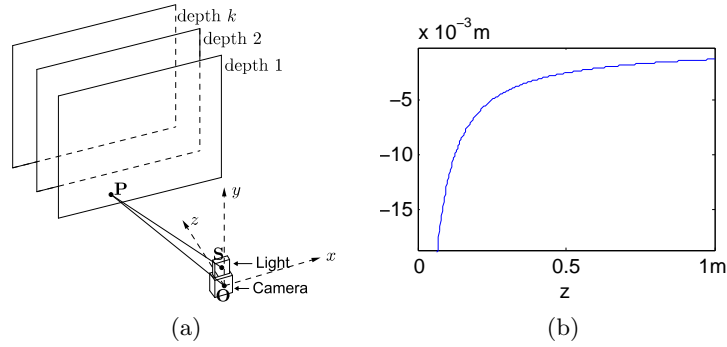 depth k
depth 2
depth 1
P
z
y
x
S
Light
O
Camera
(a)
x 10⁻³m
−5
−10
−15
0
0.5
1m
z
(b)